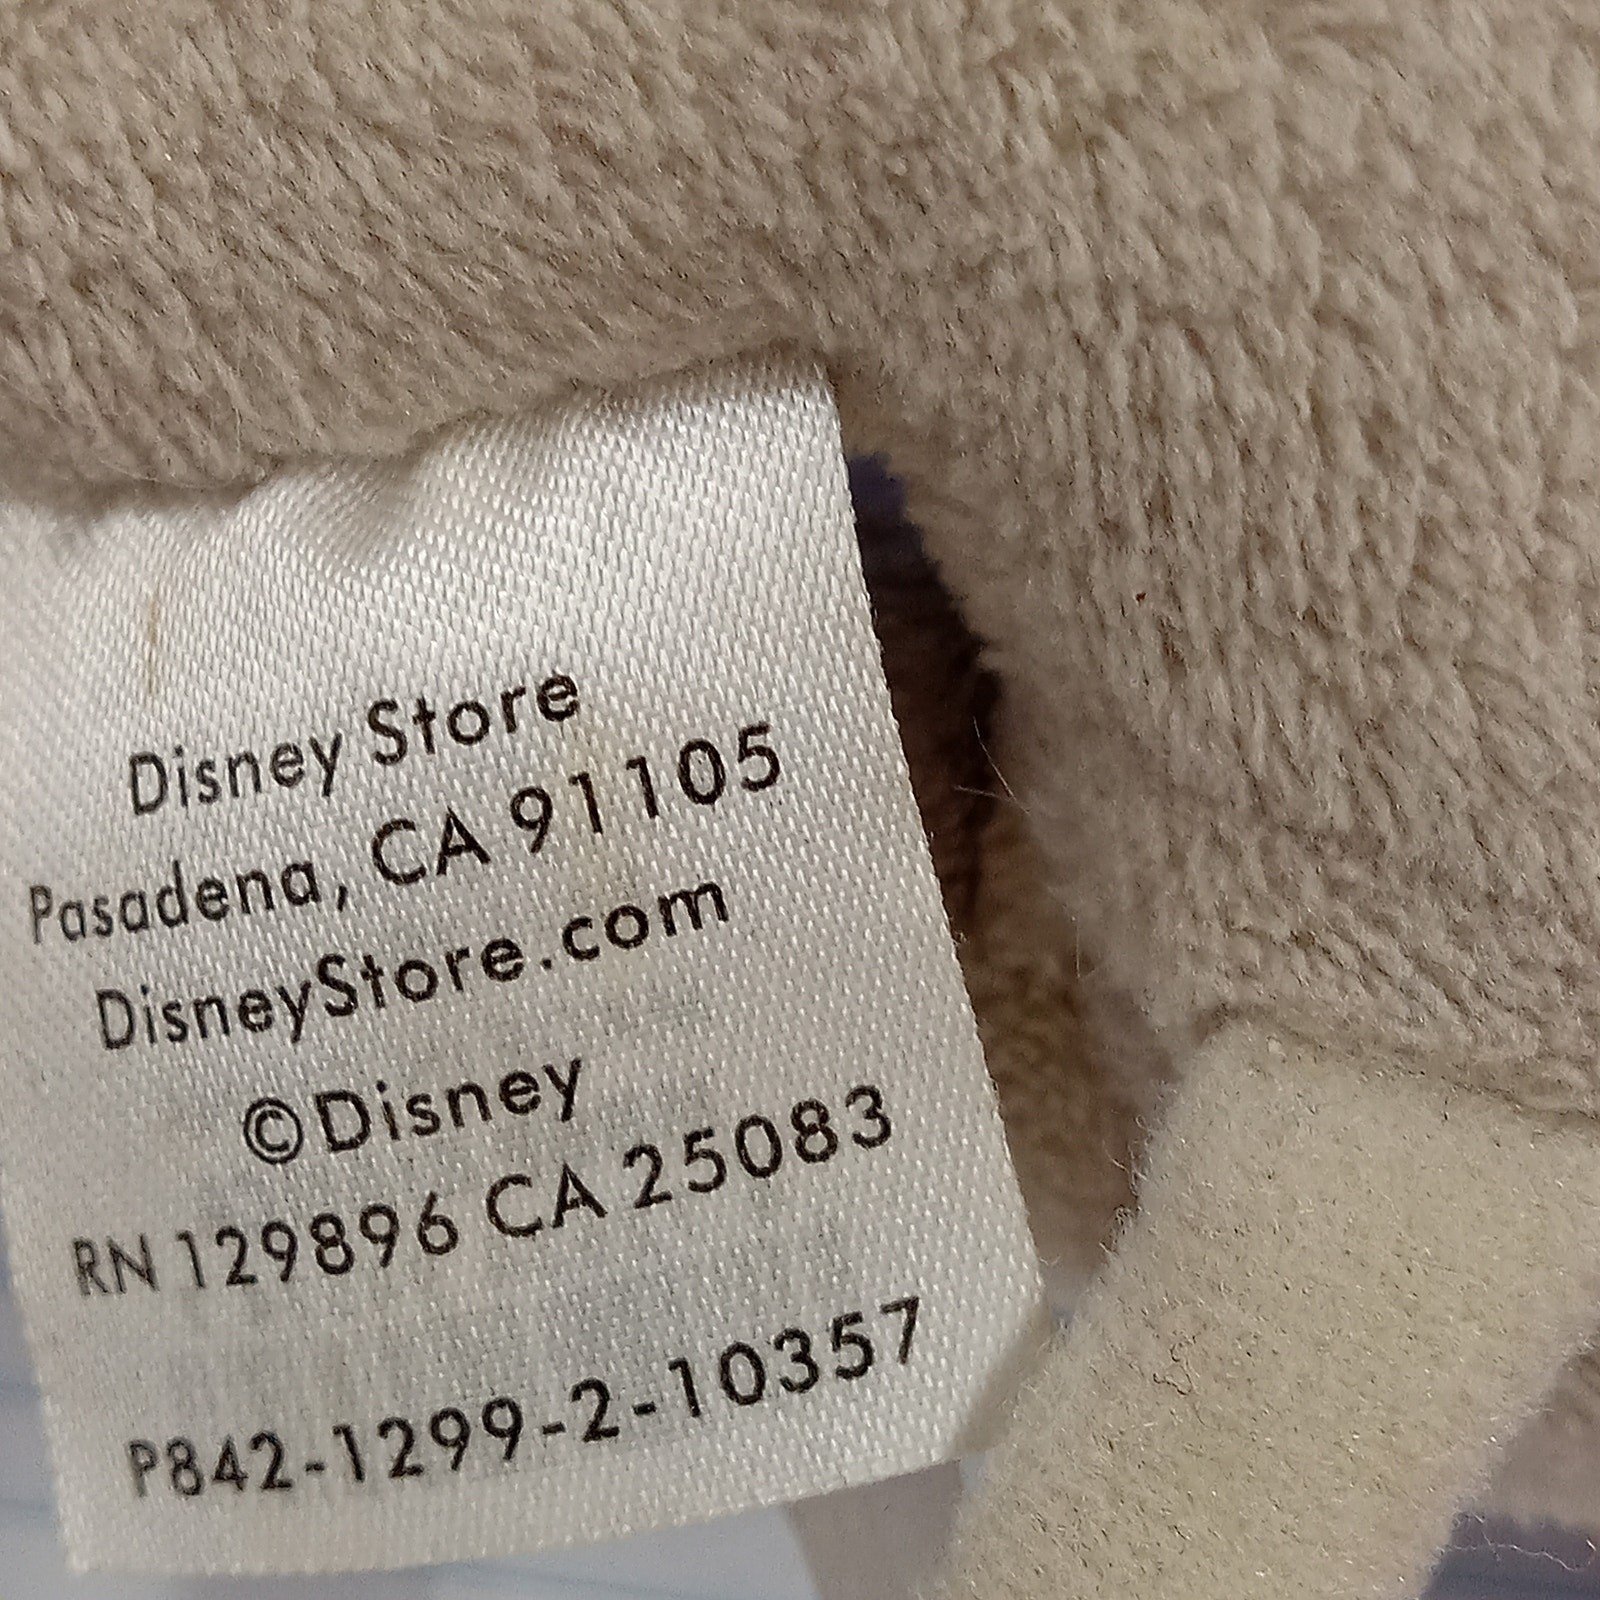 Disney Store
Pasadena, CA 91105
DisneyStore.com
©Disney
RN 129896 CA 25083
P842-1299-2-10357